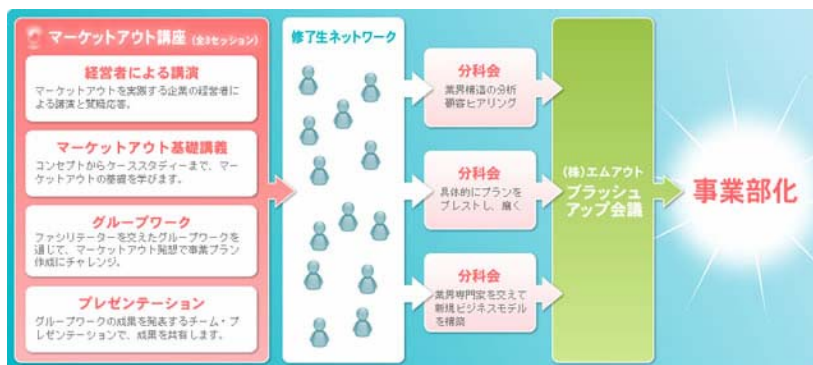 マーケットアウト講座 (全3セッション)
経営者による講演
マーケットアウトを実践する企業の経営者に
よる講演と質疑応答。
マーケットアウト基礎講義
コンセプトからケーススタディーまで、マー
ケットアウトの基礎を学びます。
グループワーク
ファシリテーターを交えたグループワークを
通じて、マーケットアウト発想で事業プラン
作成にチャレンジ。
プレゼンテーション
グループワークの成果を発表するチーム・プ
レゼンテーションで、成果を共有します。
修了生ネットワーク
分科会
業界構造の分析
顧客ヒアリング
分科会
具体的にプランを
ブレストし、磨く
分科会
業界専門家を交えて
新規ビジネスモデル
を構築
(株)エムアウト
ブラッシュ
アップ会議
事業部化